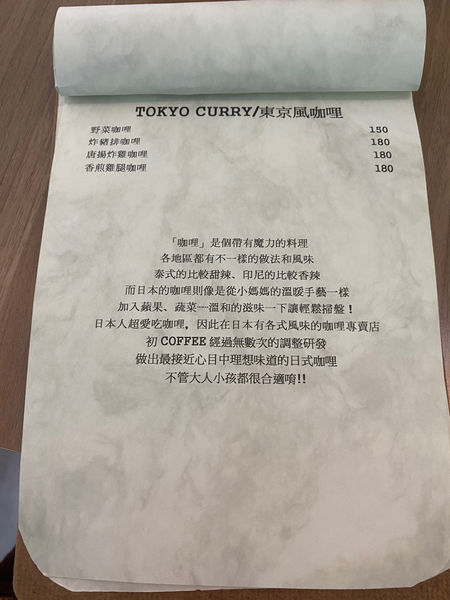 TOKYO CURRY/東京風咖哩
野菜咖哩 150
炸豬排咖哩 180
唐揚炸雞咖哩 180
香煎雞腿咖哩 180
「咖哩」是個帶有魔力的料理
各地區都有不一樣的做法和風味
泰式的比較甜辣、印尼的比較香辣
而日本的咖哩則像是從小媽媽的溫暖手藝一樣
加入蘋果、蔬菜…溫和的滋味一下讓輕鬆掃盤！
日本人超愛吃咖哩，因此在日本有各式風味的咖哩專賣店
初 COFFEE 經過無數次的調整研發
做出最接近心目中理想味道的日式咖哩
不管大人小孩都很合適唷!!